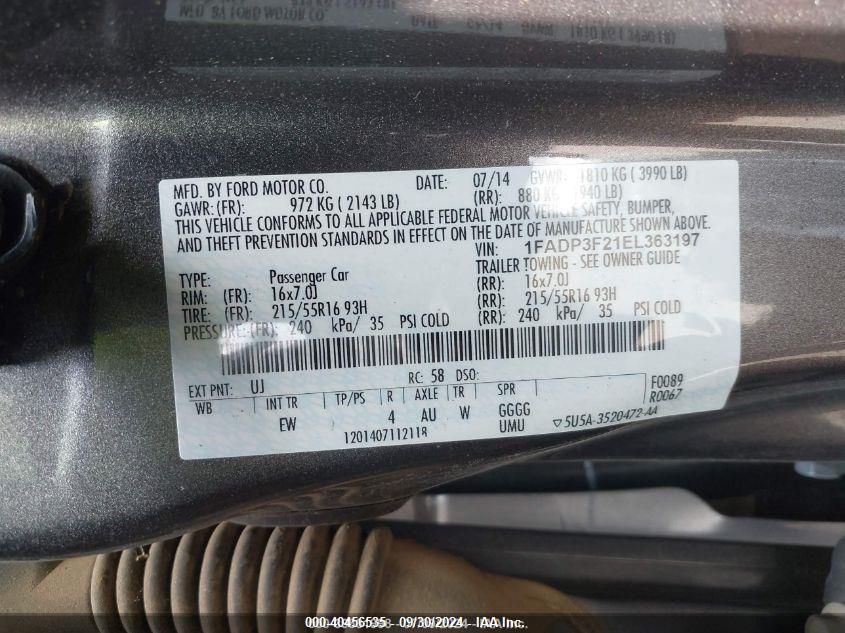 MFD. BY FORD MOTOR CO. DATE: 07/14 GVWR: 1810 KG ( 3990 LB)
GAWR: (FR): 972 KG ( 2143 LB) (RR): 880 KG ( 940 LB)
THIS VEHICLE CONFORMS TO ALL APPLICABLE FEDERAL MOTOR VEHICLE SAFETY, BUMPER,
AND THEFT PREVENTION STANDARDS IN EFFECT ON THE DATE OF MANUFACTURE SHOWN ABOVE.
VIN: 1FADP3F21EL363197
TYPE: Passenger Car TRAILER TOWING - SEE OWNER GUIDE
RIM: (FR): 16x7.0J (RR): 16x7.0J
TIRE: (FR): 215/55R16 93H (RR): 215/55R16 93H
PRESSURE: (FR): 240 kPa/ 35 PSI COLD (RR): 240 kPa/ 35 PSI COLD
EXT PNT: UJ RC: 58 DSO:
WB INT TR TP/PS R AXLE TR SPR F0089
R0067
EW 4 AU W GGGG
UMU
1201407112118 ▽5U5A-3520472-AA
000-40456535 - 09/30/2024 - IAA Inc.